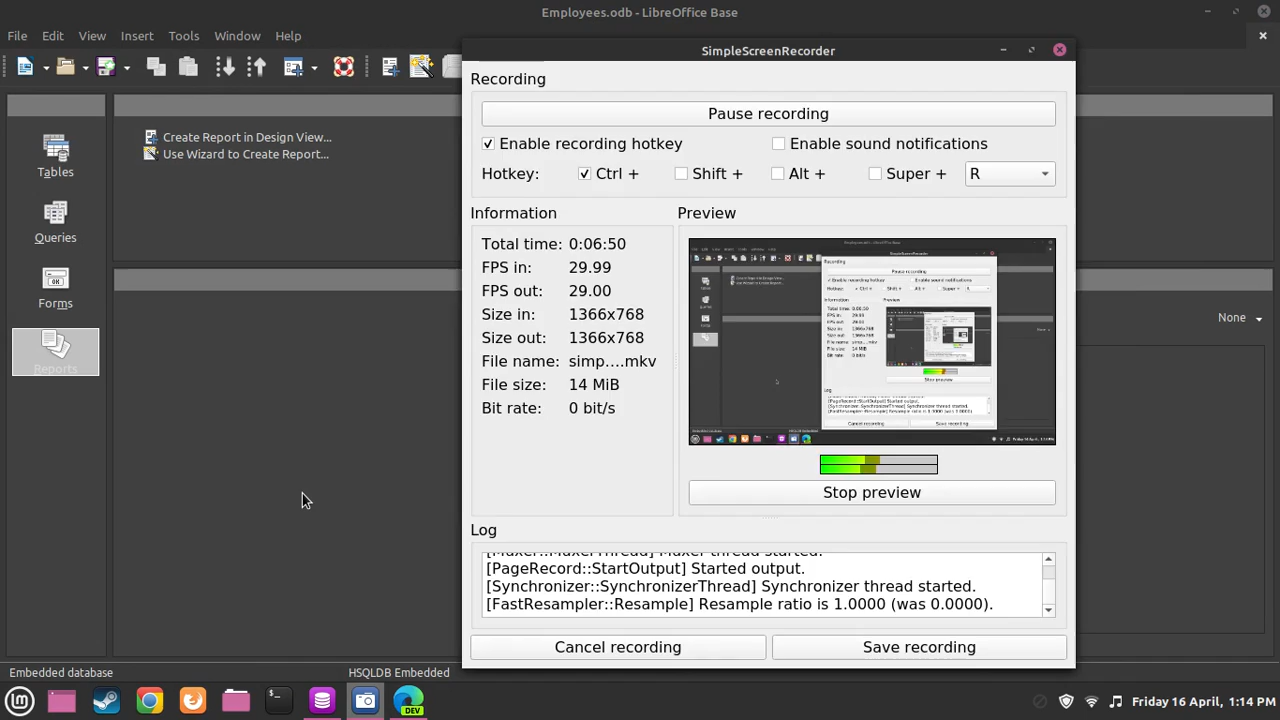 Employees.odb - LibreOffice Base
File Edit View Insert Tools Window Help
SimpleScreenRecorder
Tables
Queries
Forms
Reports
Create Report in Design View...
Use Wizard to Create Report...
Recording
Pause recording
Enable recording hotkey
Enable sound notifications
Hotkey: Ctrl + Shift + Alt + Super + R
Information
Total time: 0:06:50
FPS in: 29.99
FPS out: 29.00
Size in: 1366x768
Size out: 1366x768
File name: simp....mkv
File size: 14 MiB
Bit rate: 0 bit/s
Preview
Stop preview
None
Log
[PageRecord::StartOutput] Started output.
[Synchronizer::SynchronizerThread] Synchronizer thread started.
[FastResampler::Resample] Resample ratio is 1.0000 (was 0.0000).
Cancel recording
Save recording
Embedded database
HSQLDB Embedded
DEV
Friday 16 April, 1:14 PM